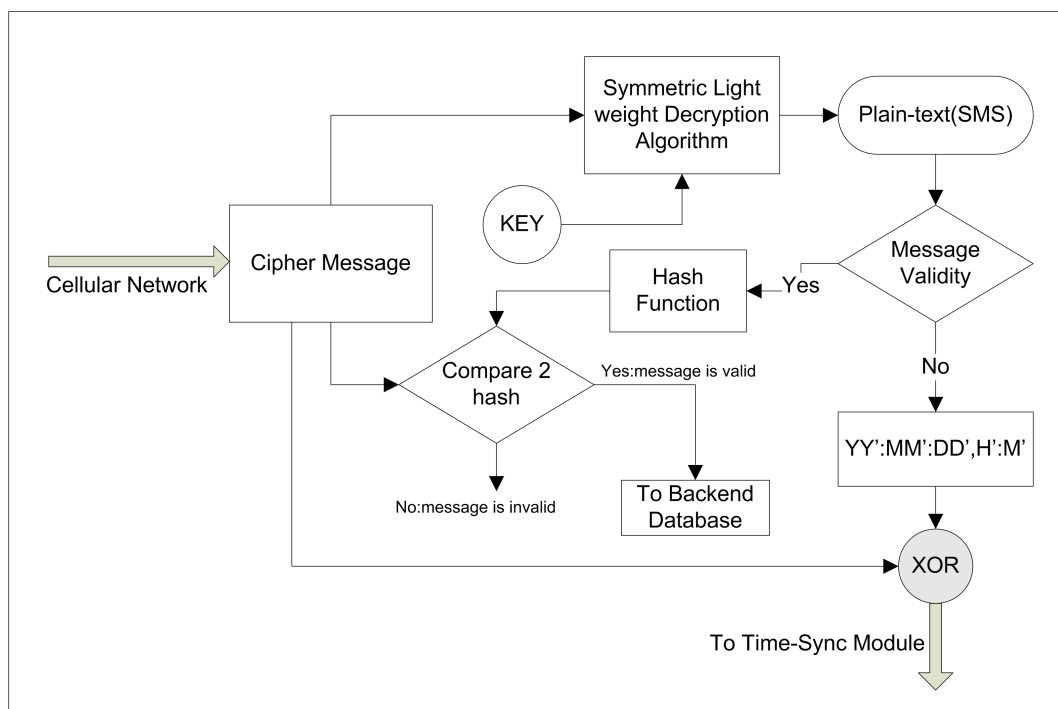 Symmetric Light
weight Decryption
Algorithm
Plain-text(SMS)
KEY
Cellular Network
Cipher Message
Message
Validity
Yes
Hash
Function
No
Compare 2
hash
Yes:message is valid
No:message is invalid
To Backend
Database
YY':MM':DD',H':M'
XOR
To Time-Sync Module